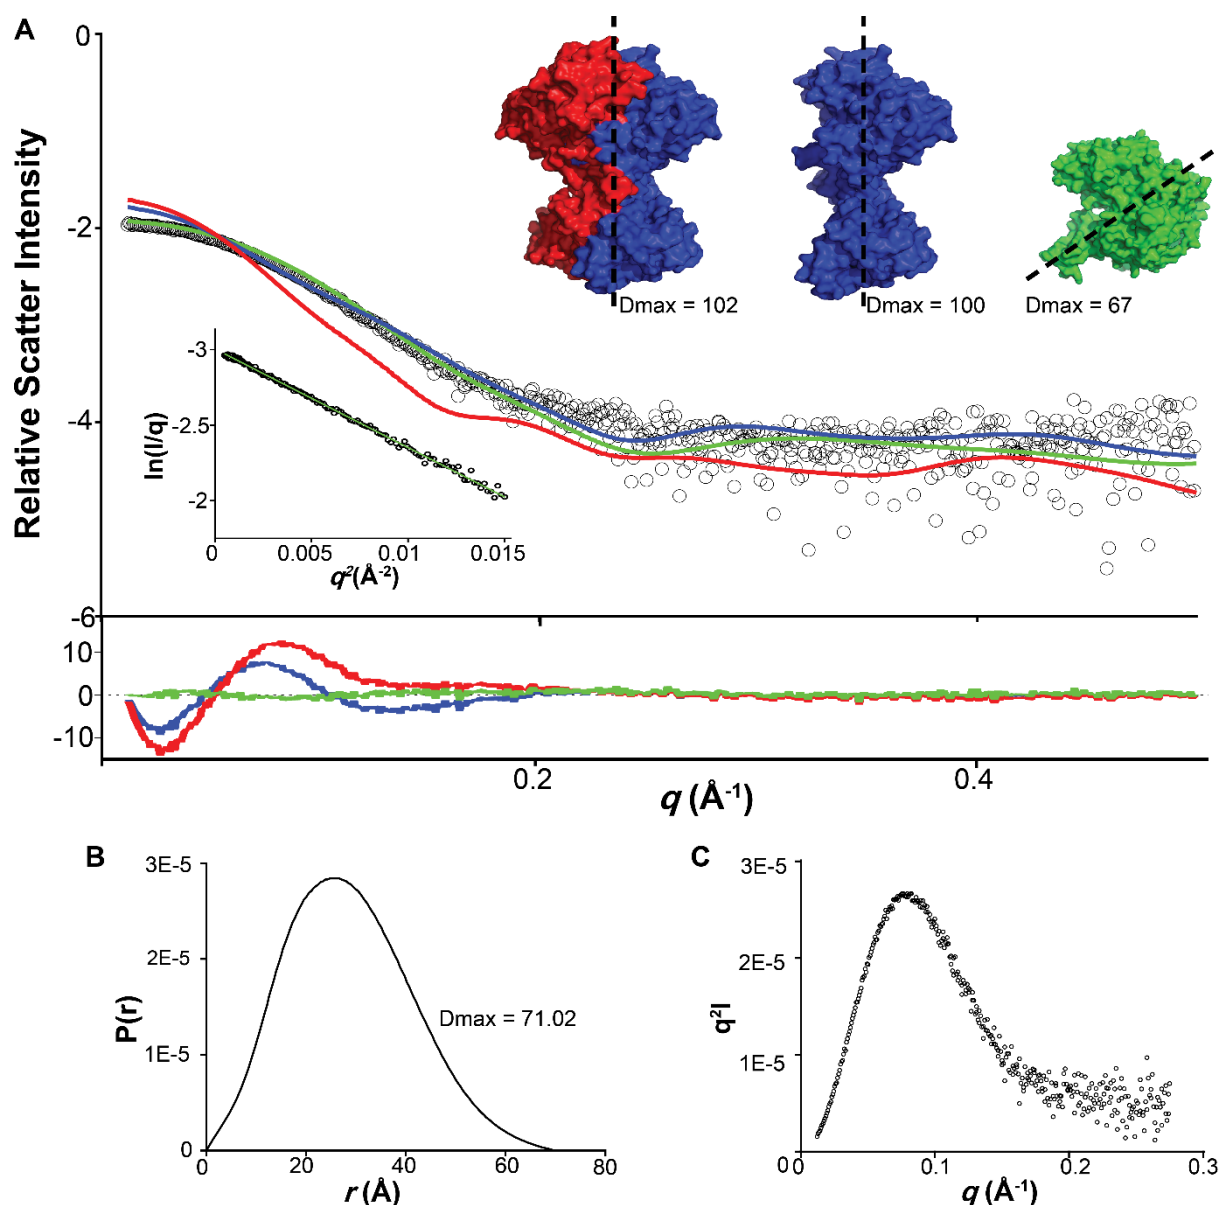 A
Relative Scatter Intensity
0
-2
-4
-6
Dmax = 102
Dmax = 100
Dmax = 67
ln(I/q)
-3
-2.5
-2
0
0.005
0.010
0.015
q²(Å⁻²)
10
0
-10
0.2
0.4
q (Å⁻¹)
B
P(r)
3E-5
2E-5
1E-5
0
Dmax = 71.02
0
20
40
60
80
r (Å)
C
q²I
3E-5
2E-5
1E-5
0
0
0.1
0.2
0.3
q (Å⁻¹)